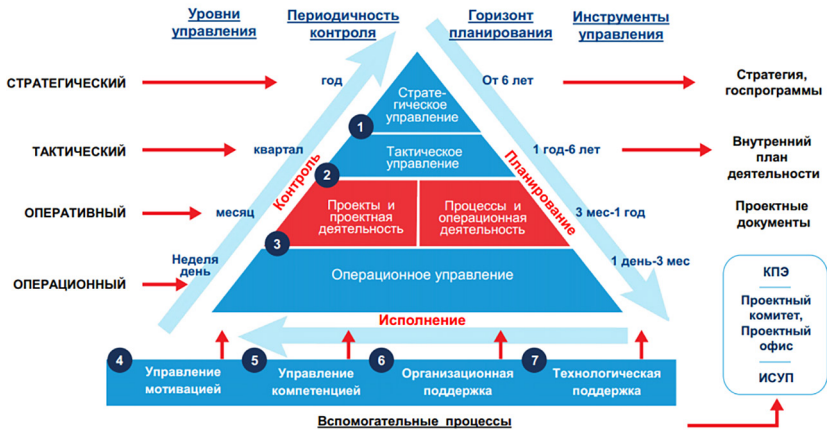 Уровни
управления
Периодичность
контроля
Горизонт
планирования
Инструменты
управления
СТРАТЕГИЧЕСКИЙ
год
Страте-
гическое
управление
От 6 лет
Стратегия,
госпрограммы
1
ТАКТИЧЕСКИЙ
квартал
Тактическое
управление
1 год-6 лет
Внутренний
план
деятельности
2
Контроль
Планирование
ОПЕРАТИВНЫЙ
месяц
Проекты и
проектная
деятельность
Процессы и
операционная
деятельность
3 мес-1 год
Проектные
документы
3
ОПЕРАЦИОННЫЙ
Неделя
день
Операционное управление
1 день-3 мес
Исполнение
КПЭ
Проектный
комитет,
Проектный
офис
ИСУП
4
Управление
мотивацией
5
Управление
компетенцией
6
Организационная
поддержка
7
Технологическая
поддержка
Вспомогательные процессы